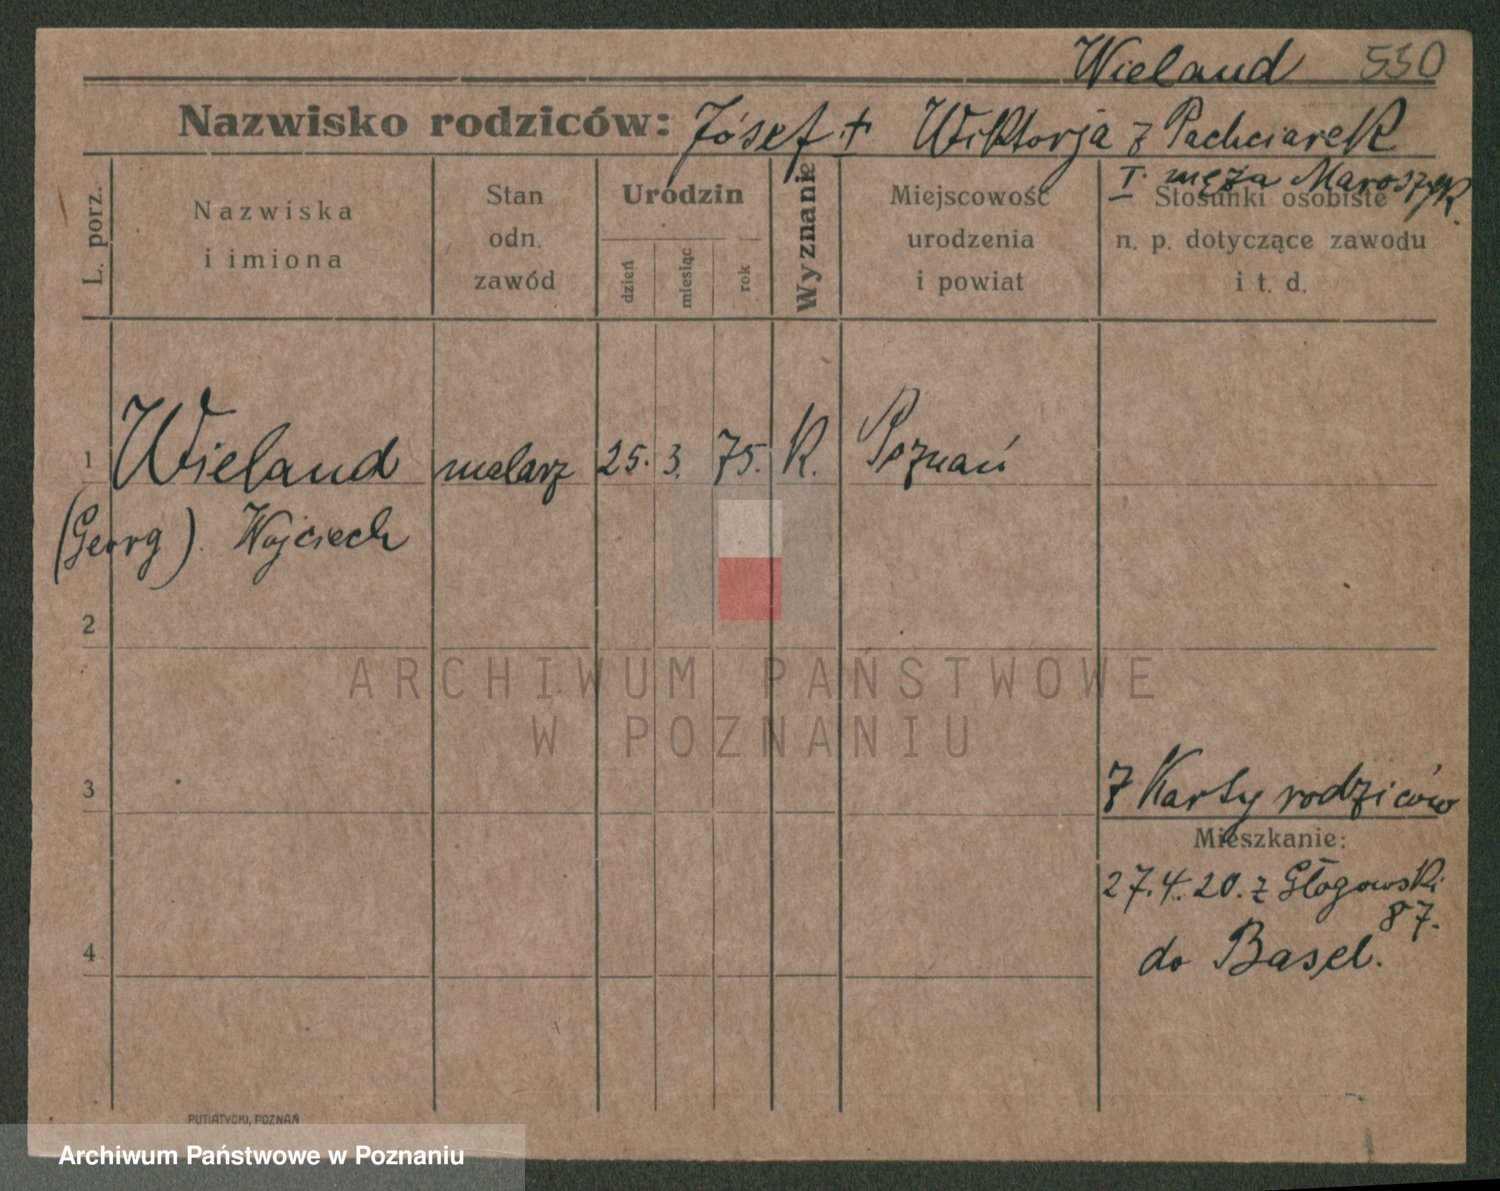 Wieland 550
Nazwisko rodziców: Józef + Wiktorja z Pachciarek
I. męża Maroszyk.
L. porz.
Nazwiska
i imiona
Stan
odn.
zawód
Urodzin
dzień
miesiąc
rok
Wyznanie
Miejscowość
urodzenia
i powiat
Stosunki osobiste
n. p. dotyczące zawodu
i t. d.
1 Wieland malarz 25. 3. 75. K. Poznań
(Georg) Wojciech
2
ARCHIWUM PAŃSTWOWE
W POZNANIU
3
z Karty rodziców
Mieszkanie:
27.4.20. z Głogowski
87.
4
do Basel.
PUTIATYCKI, POZNAŃ
Archiwum Państwowe w Poznaniu